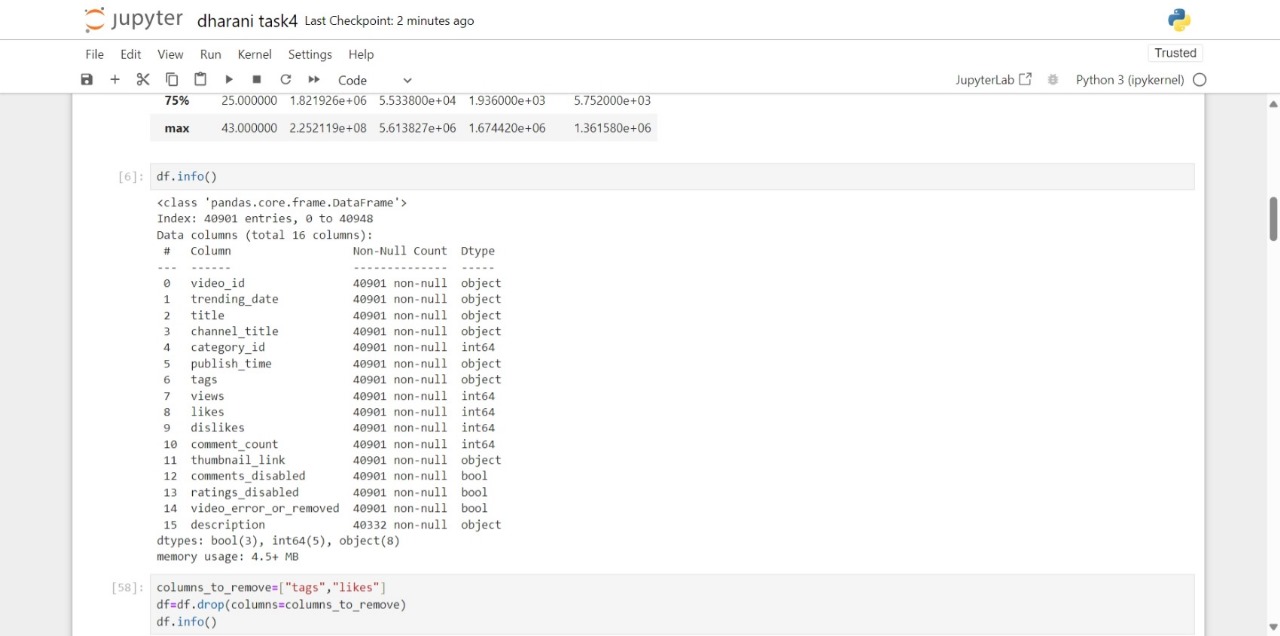 jupyter dharani task4 Last Checkpoint: 2 minutes ago
File Edit View Run Kernel Settings Help
Trusted
Code
JupyterLab
Python 3 (ipykernel)
75% 25.000000 1.821926e+06 5.533800e+04 1.936000e+03 5.752000e+03
max 43.000000 2.252119e+08 5.613827e+06 1.674420e+06 1.361580e+06
[6]: df.info()
<class 'pandas.core.frame.DataFrame'>
Index: 40901 entries, 0 to 40948
Data columns (total 16 columns):
# Column Non-Null Count Dtype
--- ------ -------------- -----
0 video_id 40901 non-null object
1 trending_date 40901 non-null object
2 title 40901 non-null object
3 channel_title 40901 non-null object
4 category_id 40901 non-null int64
5 publish_time 40901 non-null object
6 tags 40901 non-null object
7 views 40901 non-null int64
8 likes 40901 non-null int64
9 dislikes 40901 non-null int64
10 comment_count 40901 non-null int64
11 thumbnail_link 40901 non-null object
12 comments_disabled 40901 non-null bool
13 ratings_disabled 40901 non-null bool
14 video_error_or_removed 40901 non-null bool
15 description 40332 non-null object
dtypes: bool(3), int64(5), object(8)
memory usage: 4.5+ MB
[58]: columns_to_remove=["tags","likes"]
df=df.drop(columns=columns_to_remove)
df.info()